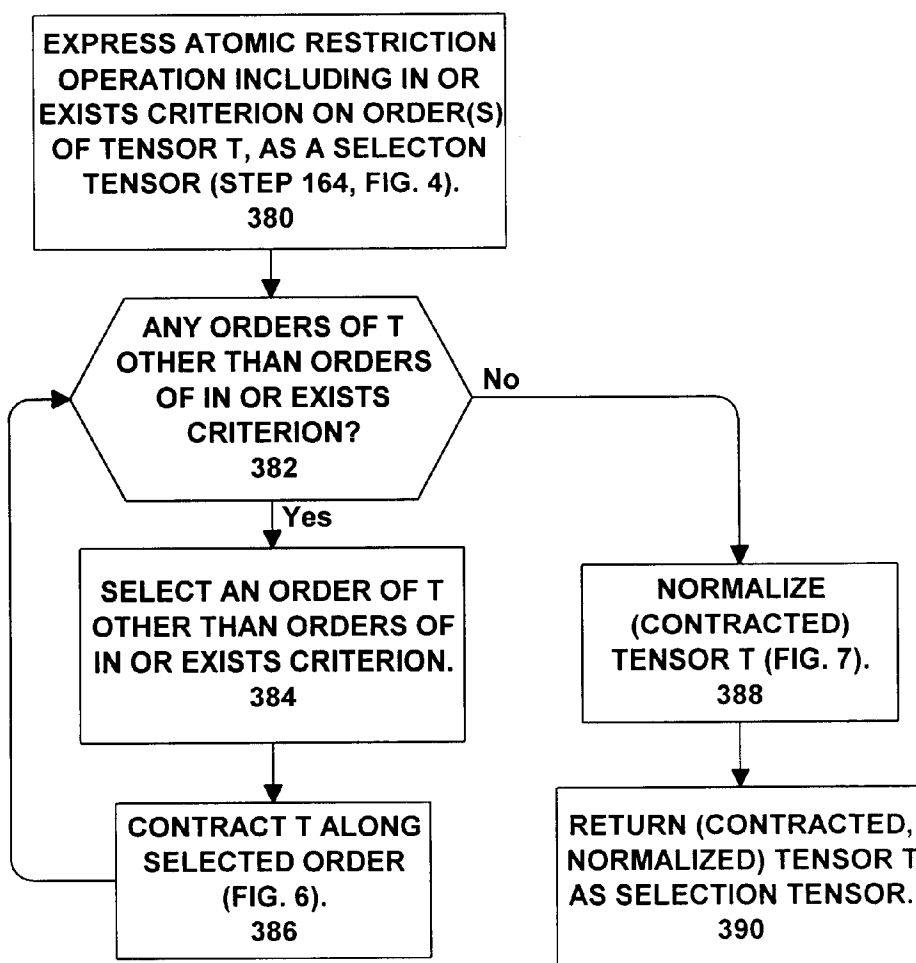 EXPRESS ATOMIC RESTRICTION
OPERATION INCLUDING IN OR
EXISTS CRITERION ON ORDER(S)
OF TENSOR T, AS A SELECTON
TENSOR (STEP 164, FIG. 4).
380
ANY ORDERS OF T
OTHER THAN ORDERS
OF IN OR EXISTS
CRITERION?
382
No
Yes
SELECT AN ORDER OF T
OTHER THAN ORDERS OF
IN OR EXISTS CRITERION.
384
CONTRACT T ALONG
SELECTED ORDER
(FIG. 6).
386
NORMALIZE
(CONTRACTED)
TENSOR T (FIG. 7).
388
RETURN (CONTRACTED,
NORMALIZED) TENSOR T
AS SELECTION TENSOR.
390